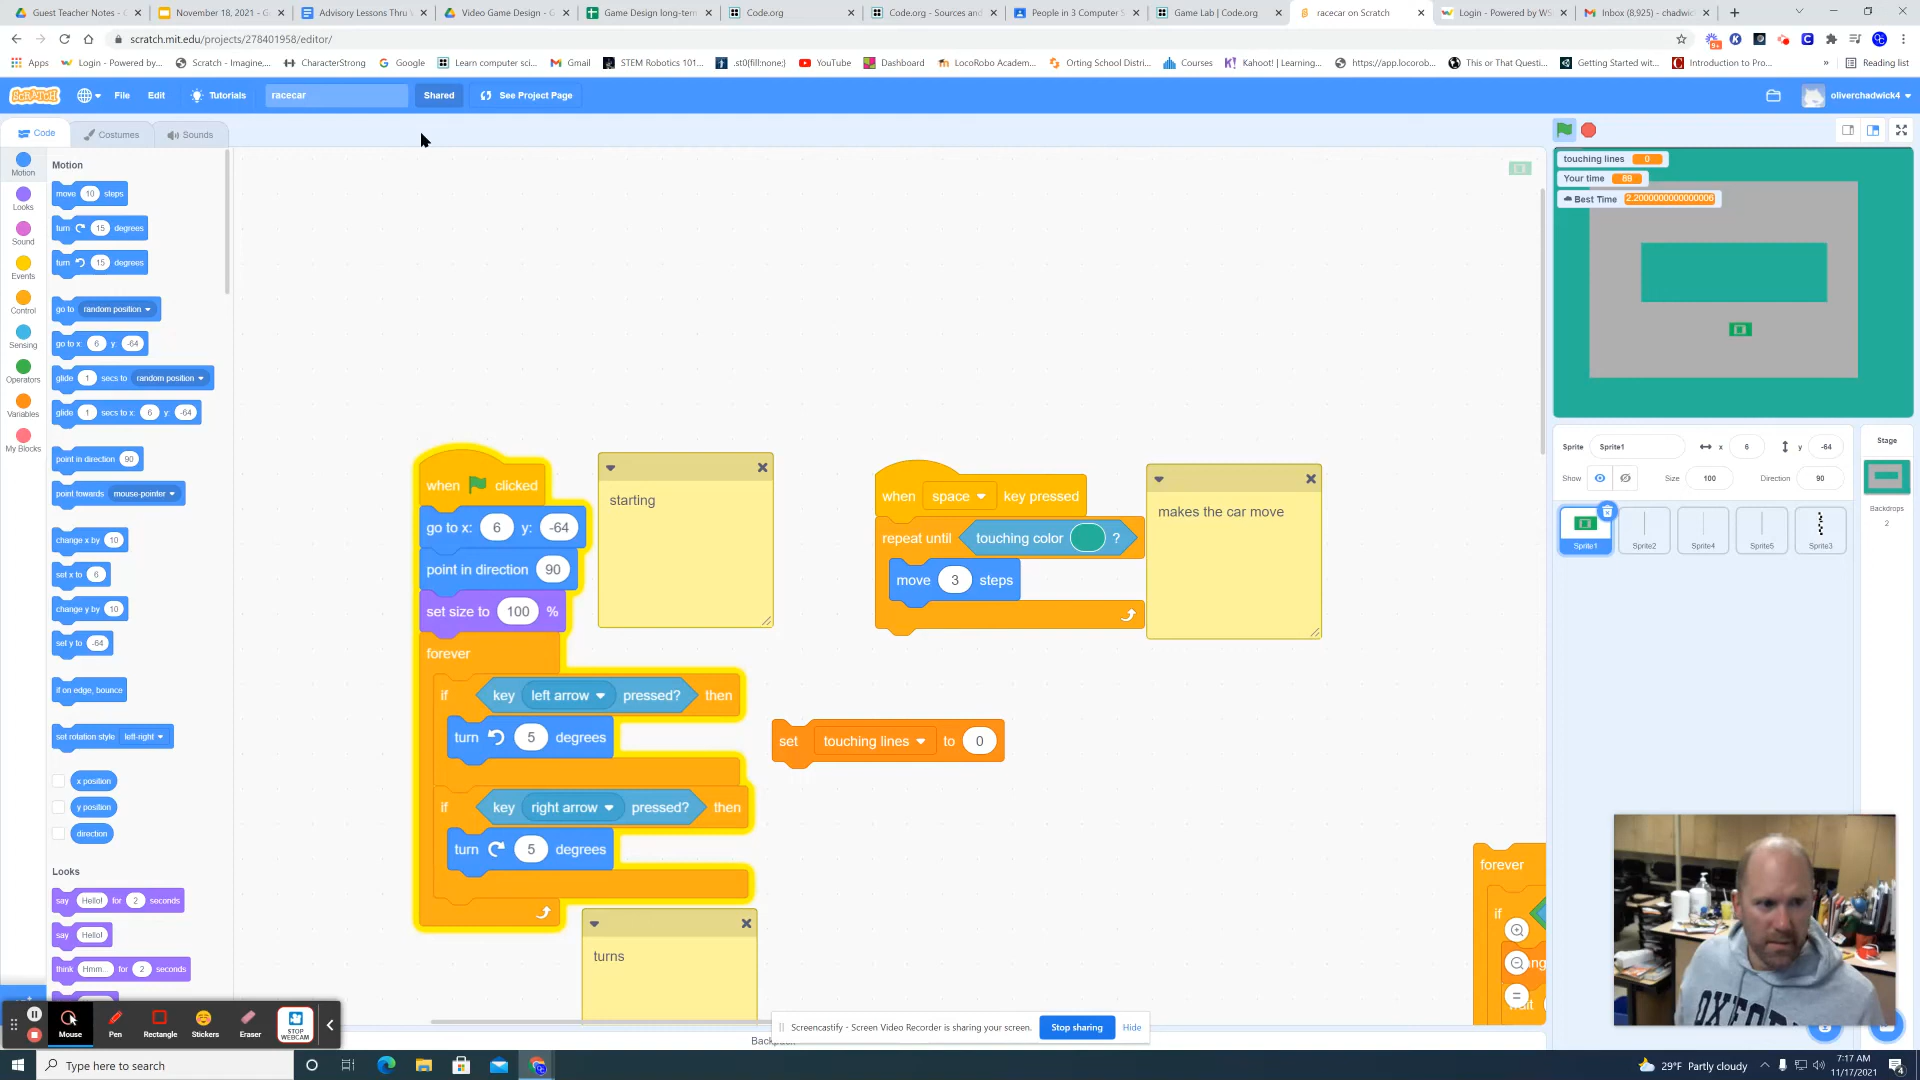 Guest Teacher Notes - 
November 18, 2021 - G
Advisory Lessons Thru 
Video Game Design - G
Game Design long-term
Code.org
Code.org - Sources and
People in 3 Computer S
Game Lab | Code.org
racecar on Scratch
Login - Powered by WS
Inbox (8,925) - chadwic
scratch.mit.edu/projects/278401958/editor/
Apps
Login - Powered by...
Scratch - Imagine,...
CharacterStrong
Google
Learn computer sci...
Gmail
STEM Robotics 101...
.st0{fill:none;}
YouTube
Dashboard
LocoRobo Academ...
Orting School Distri...
Courses
Kahoot! | Learning...
https://app.locorob...
This or That Questi...
Getting Started wit...
Introduction to Pro...
»
Reading list
SCRATCH
File
Edit
Tutorials
racecar
Shared
See Project Page
oliverchadwick4
Code
Costumes
Sounds
Motion
Looks
Sound
Events
Control
Sensing
Operators
Variables
My Blocks
Motion
move 10 steps
turn 15 degrees
turn 15 degrees
go to random position
go to x: 6 y: -64
glide 1 secs to random position
glide 1 secs to x: 6 y: -64
point in direction 90
point towards mouse-pointer
change x by 10
set x to 6
change y by 10
set y to -64
if on edge, bounce
set rotation style left-right
x position
y position
direction
Looks
say Hello! for 2 seconds
say Hello!
think Hmm... for 2 seconds
when clicked
go to x: 6 y: -64
point in direction 90
set size to 100 %
forever
if key left arrow pressed? then
turn 5 degrees
if key right arrow pressed? then
turn 5 degrees
starting
turns
when space key pressed
repeat until touching color ?
move 3 steps
makes the car move
set touching lines to 0
forever
if
wait
touching lines 0
Your time 89
Best Time 2.2000000000000006
Sprite Sprite1 x 6 y -64
Show Size 100 Direction 90
Sprite1
Sprite2
Sprite4
Sprite5
Sprite3
Stage
Backdrops
2
OXFORD
Mouse
Pen
Rectangle
Stickers
Eraser
STOP WEBCAM
Screencastify - Screen Video Recorder is sharing your screen.
Stop sharing
Hide
Type here to search
29°F Partly cloudy
7:17 AM
11/17/2021
4